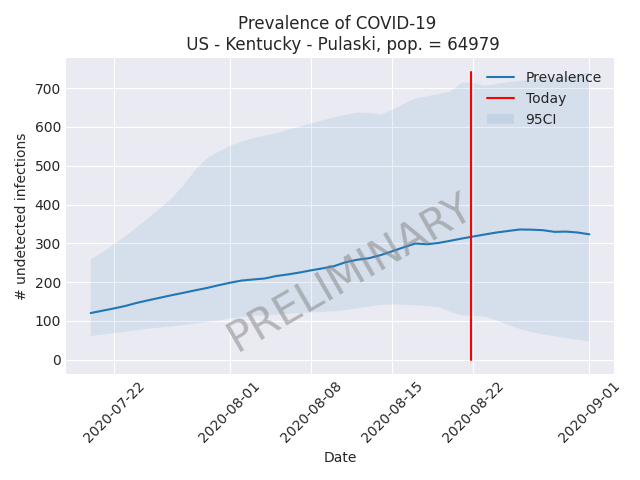 Prevalence of COVID-19
US - Kentucky - Pulaski, pop. = 64979
Prevalence
Today
95CI
PRELIMINARY
# undetected infections
700
600
500
400
300
200
100
0
2020-07-22
2020-08-01
2020-08-08
2020-08-15
2020-08-22
2020-09-01
Date